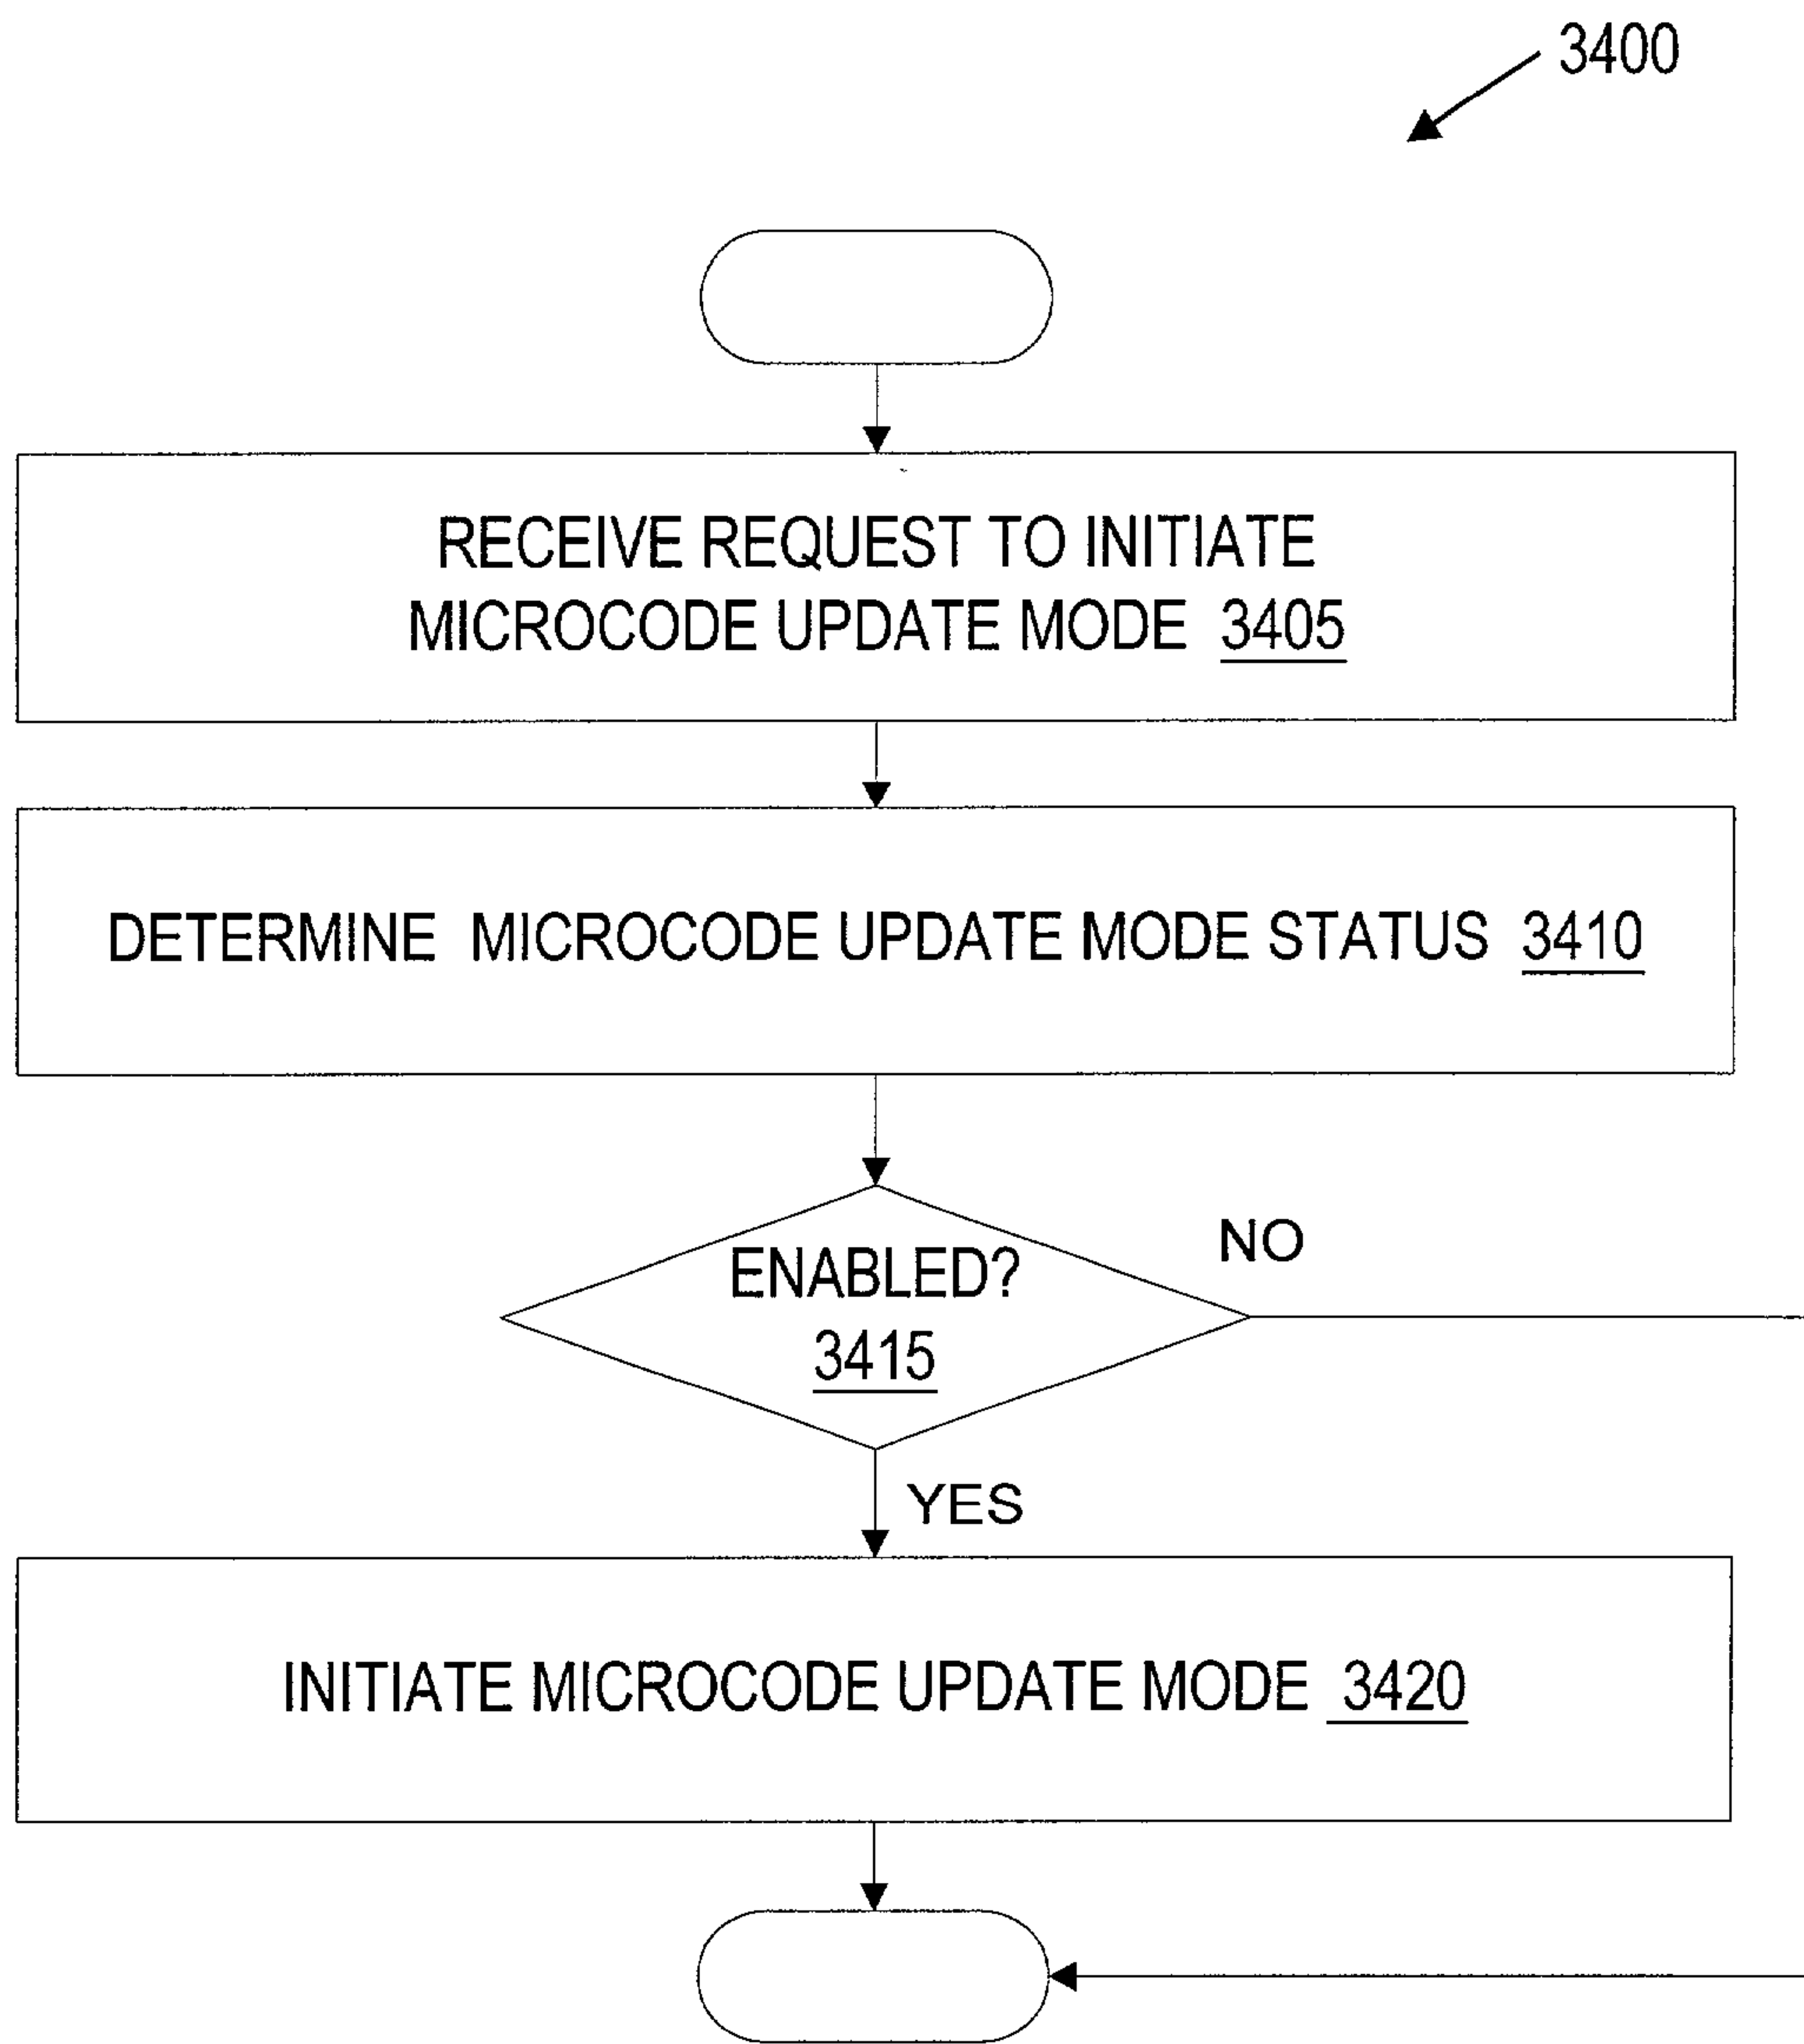 3400
RECEIVE REQUEST TO INITIATE
MICROCODE UPDATE MODE 3405
DETERMINE MICROCODE UPDATE MODE STATUS 3410
ENABLED?
3415
NO
YES
INITIATE MICROCODE UPDATE MODE 3420